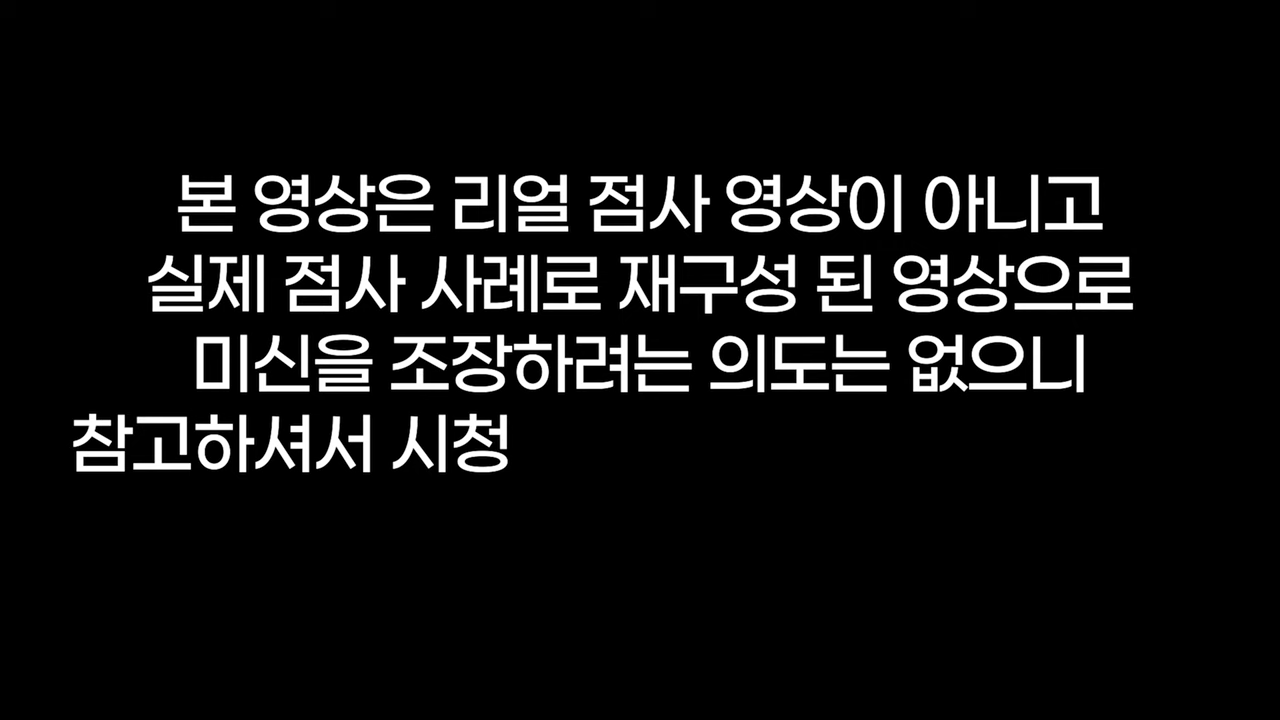 본 영상은 리얼 점사 영상이 아니고
실제 점사 사례로 재구성 된 영상으로
미신을 조장하려는 의도는 없으니
참고하셔서 시청